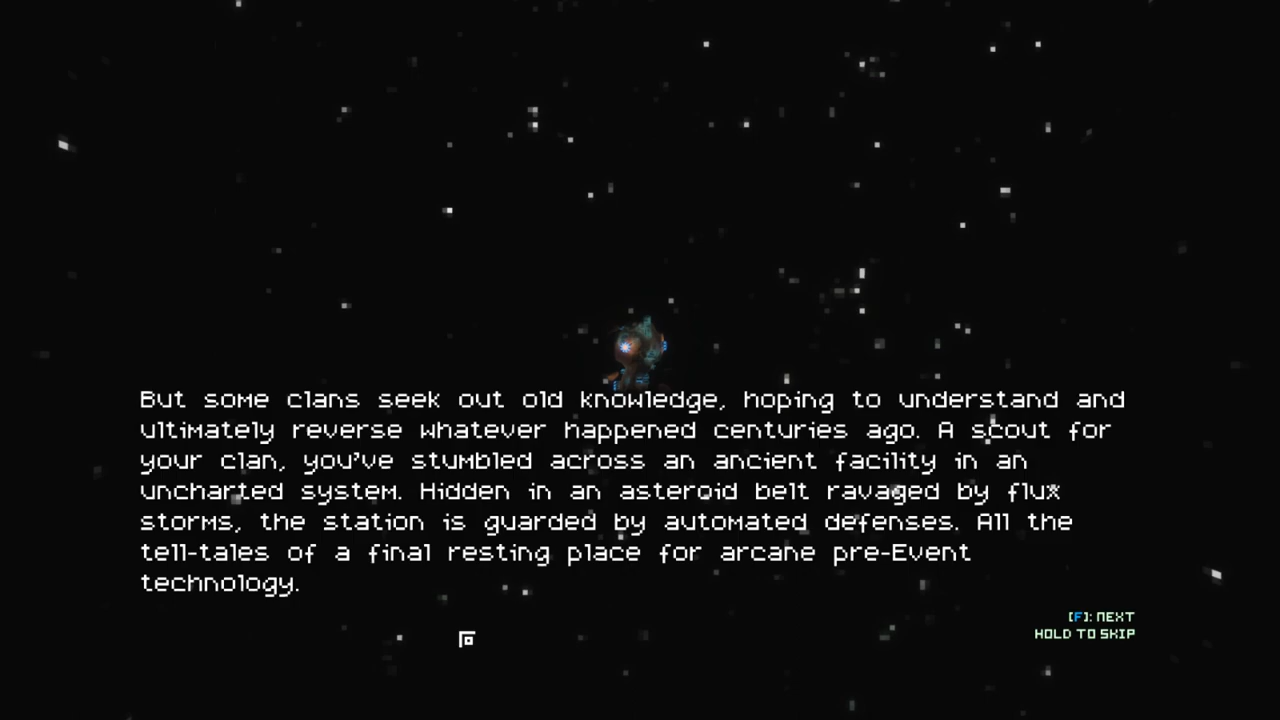 But some clans seek out old knowledge, hoping to understand and
ultimately reverse whatever happened centuries ago. A scout for
your clan, you've stumbled across an ancient facility in an
uncharted system. Hidden in an asteroid belt ravaged by flux
storms, the station is guarded by automated defenses. All the
tell-tales of a final resting place for arcane pre-Event
technology.
[F]: NEXT
HOLD TO SKIP